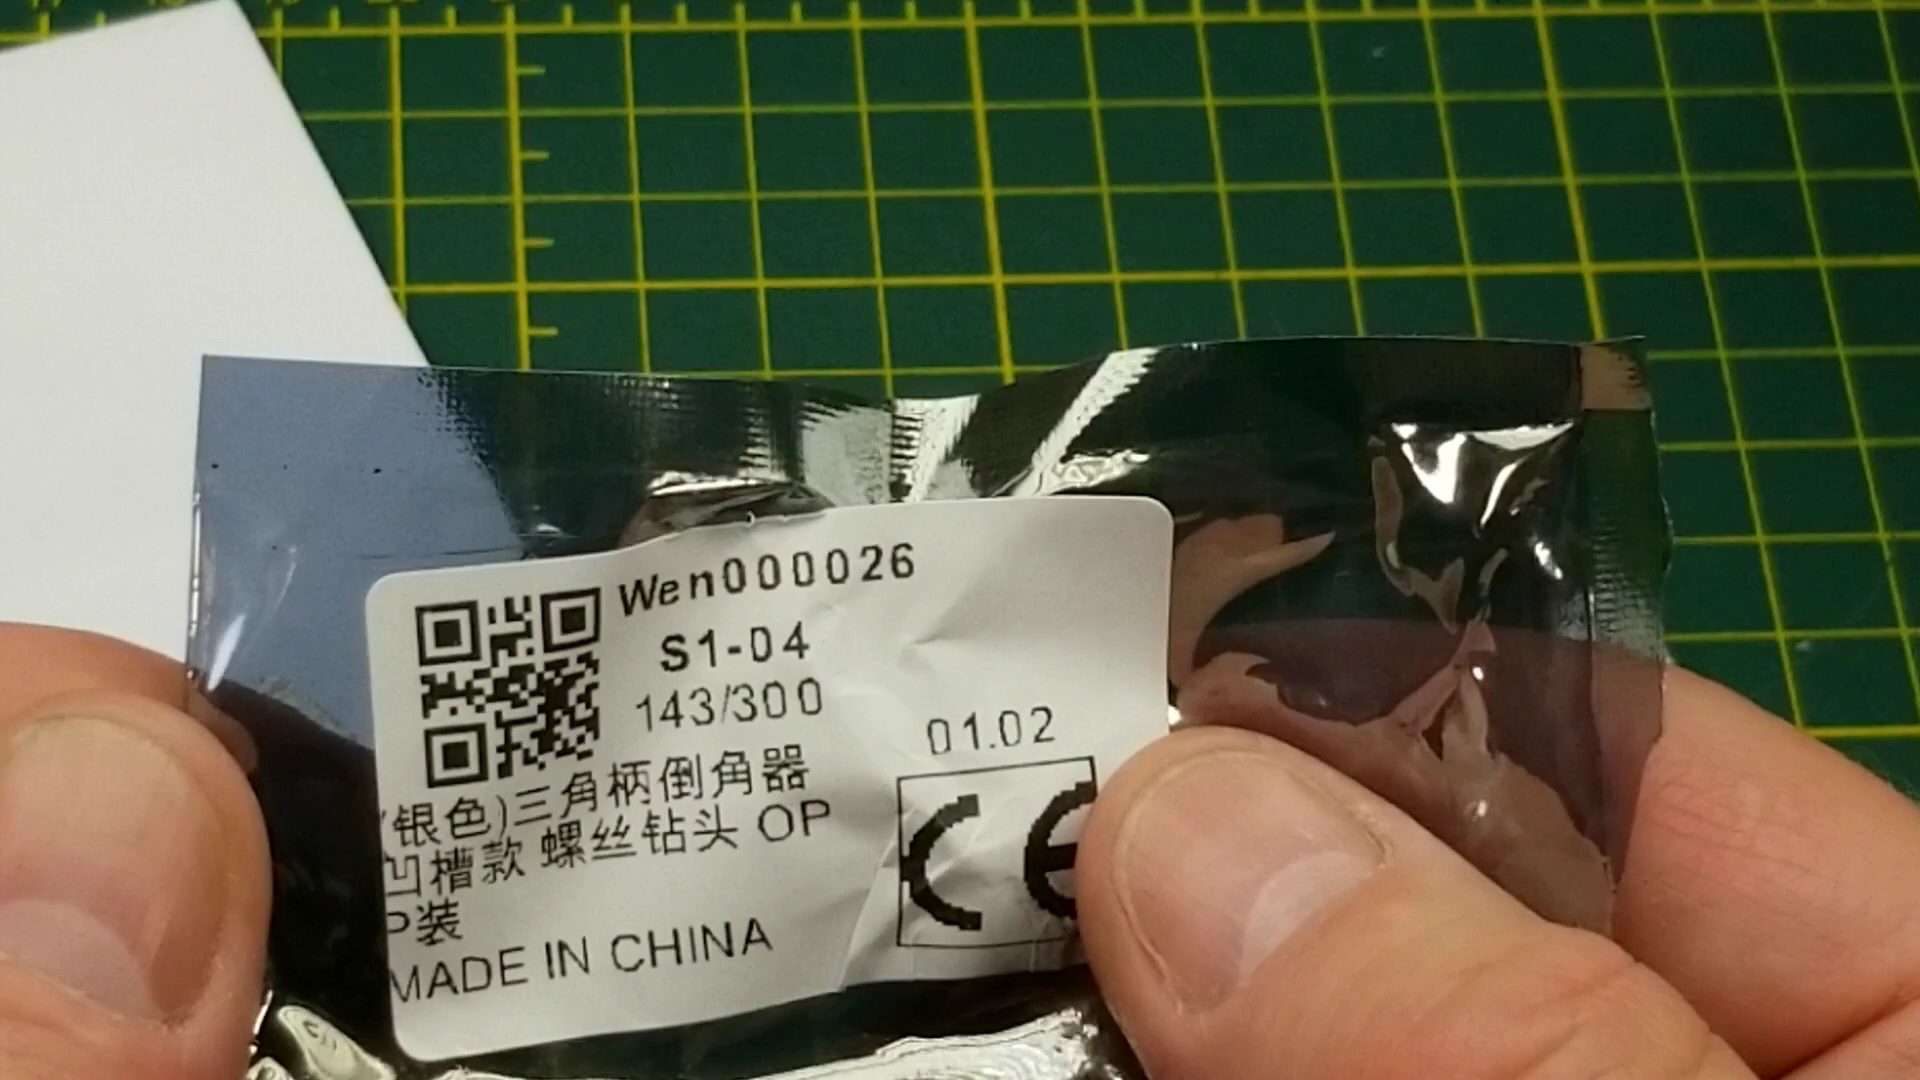 Wen000026
S1-04
143/300
01.02
(银色)三角柄倒角器
凹槽款 螺丝钻头 OP
P装
MADE IN CHINA
CE